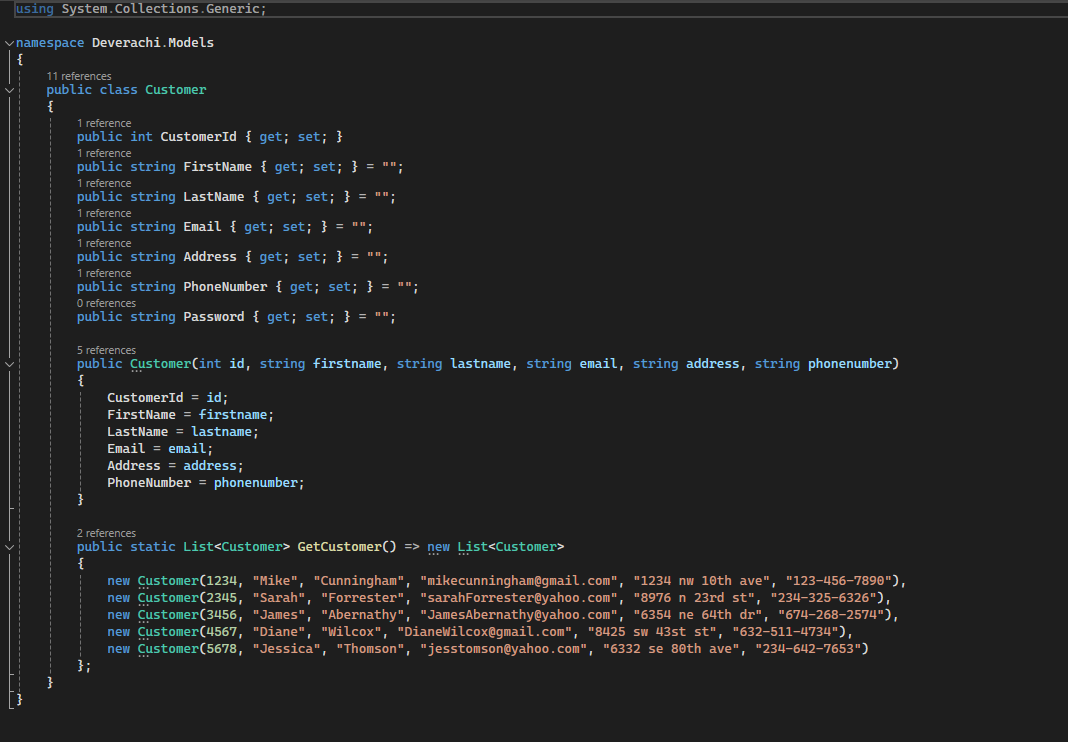 using System.Collections.Generic;
namespace Deverachi.Models
{
11 references
public class Customer
{
1 reference
public int CustomerId { get; set; }
1 reference
public string FirstName { get; set; } = "";
1 reference
public string LastName { get; set; } = "";
1 reference
public string Email { get; set; } = "";
1 reference
public string Address { get; set; } = "";
1 reference
public string PhoneNumber { get; set; } = "";
0 references
public string Password { get; set; } = "";
5 references
public Customer(int id, string firstname, string lastname, string email, string address, string phonenumber)
{
CustomerId = id;
FirstName = firstname;
LastName = lastname;
Email = email;
Address = address;
PhoneNumber = phonenumber;
}
2 references
public static List<Customer> GetCustomer() => new List<Customer>
{
new Customer(1234, "Mike", "Cunningham", "mikecunningham@gmail.com", "1234 nw 10th ave", "123-456-7890"),
new Customer(2345, "Sarah", "Forrester", "sarahForrester@yahoo.com", "8976 n 23rd st", "234-325-6326"),
new Customer(3456, "James", "Abernathy", "JamesAbernathy@yahoo.com", "6354 ne 64th dr", "674-268-2574"),
new Customer(4567, "Diane", "Wilcox", "DianeWilcox@gmail.com", "8425 sw 43st st", "632-511-4734"),
new Customer(5678, "Jessica", "Thomson", "jesstomson@yahoo.com", "6332 se 80th ave", "234-642-7653")
};
}
}